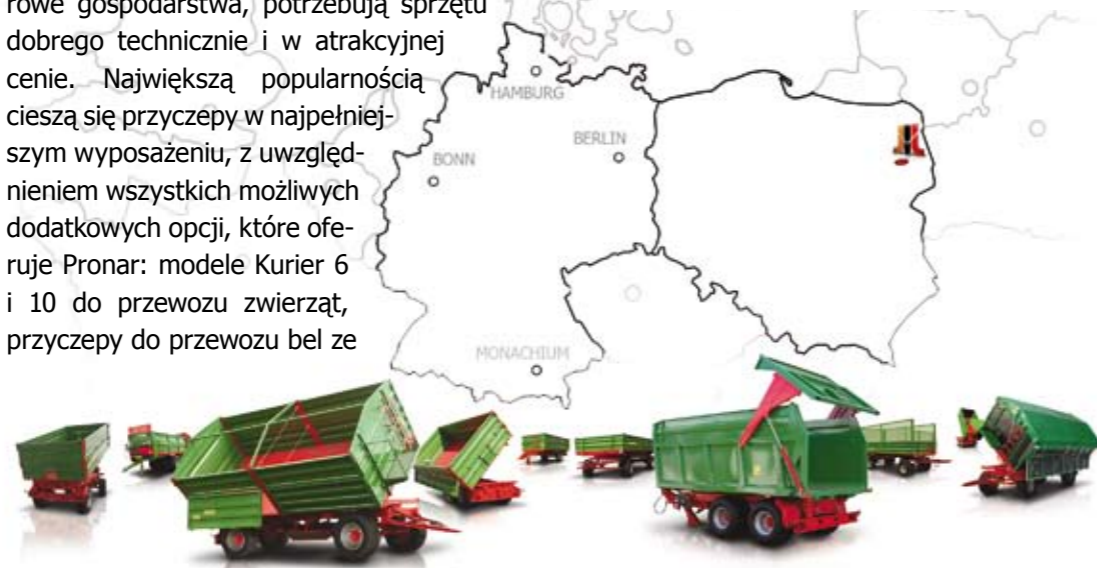 rowe gospodarstwa, potrzebują sprzętu
dobrego technicznie i w atrakcyjnej
cenie. Największą popularnością
cieszą się przyczepy w najpełniej-
szym wyposażeniu, z uwzględ-
nieniem wszystkich możliwych
dodatkowych opcji, które ofe-
ruje Pronar: modele Kurier 6
i 10 do przewozu zwierząt,
przyczepy do przewozu bel ze
HAMBURG
BERLIN
BONN
MONACHIUM